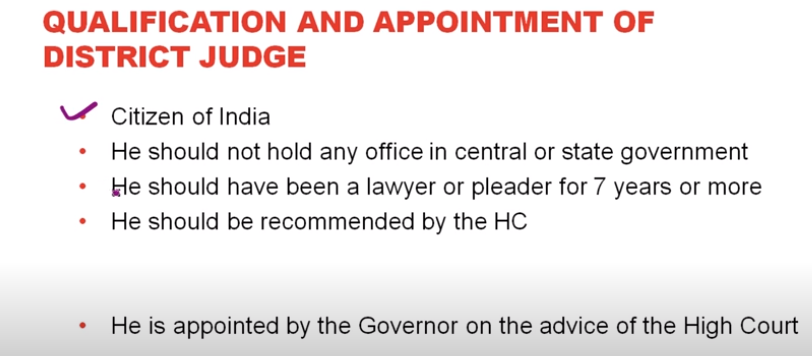 QUALIFICATION AND APPOINTMENT OF
DISTRICT JUDGE
Citizen of India
• He should not hold any office in central or state government
• He should have been a lawyer or pleader for 7 years or more
• He should be recommended by the HC
• He is appointed by the Governor on the advice of the High Court